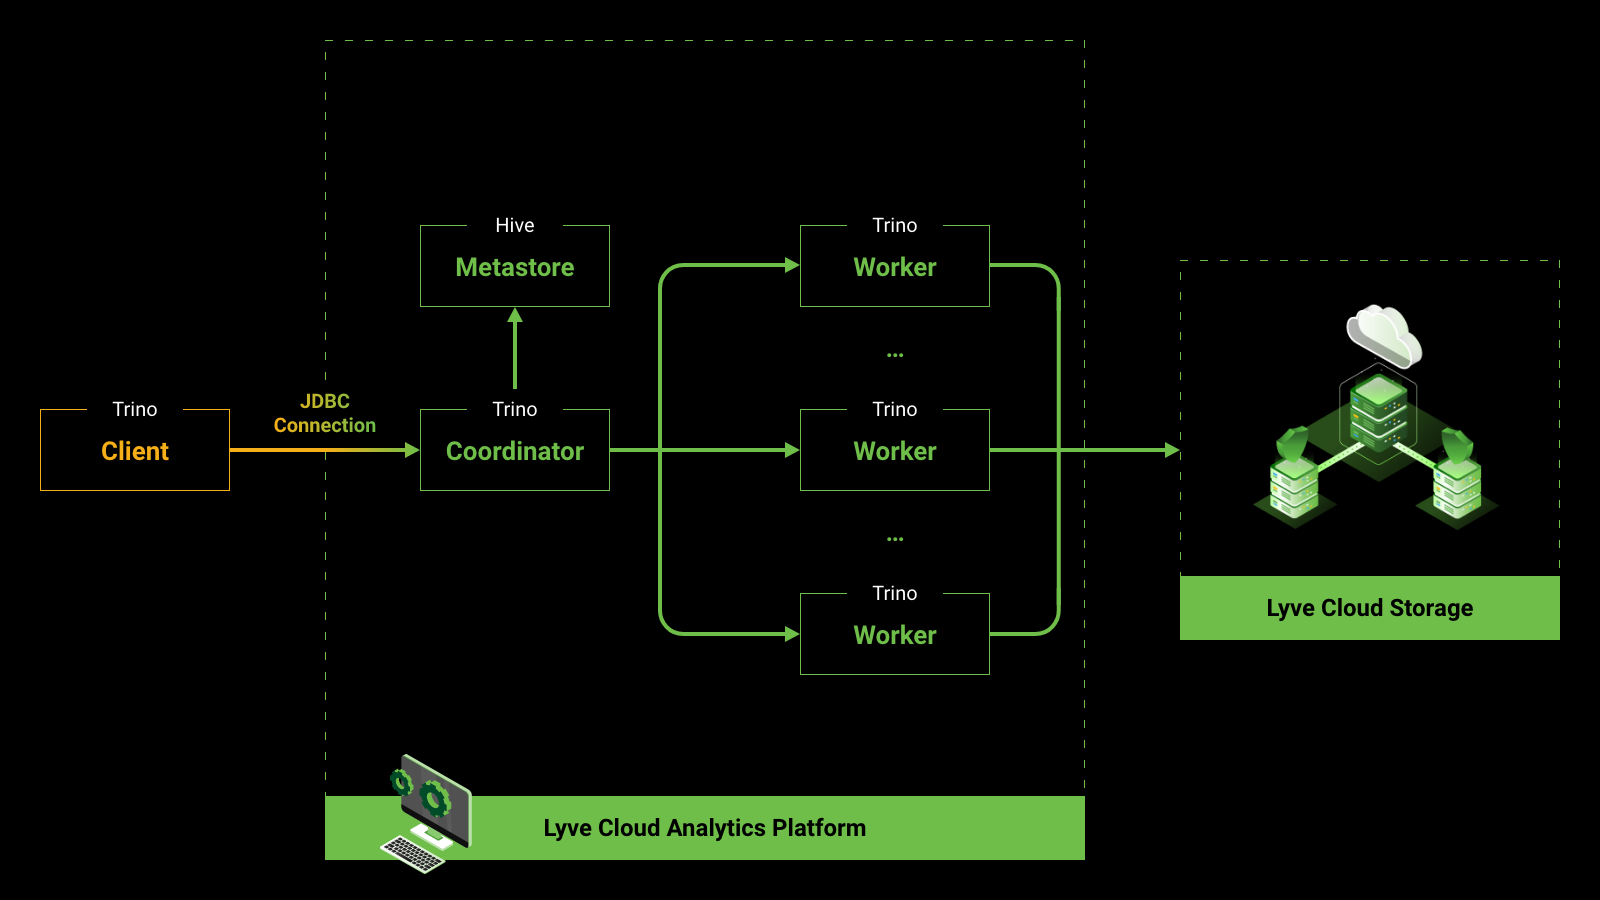 Hive
Metastore
Trino
Worker
...
Trino
Client
JDBC
Connection
Trino
Coordinator
Trino
Worker
...
Trino
Worker
Lyve Cloud Storage
Lyve Cloud Analytics Platform